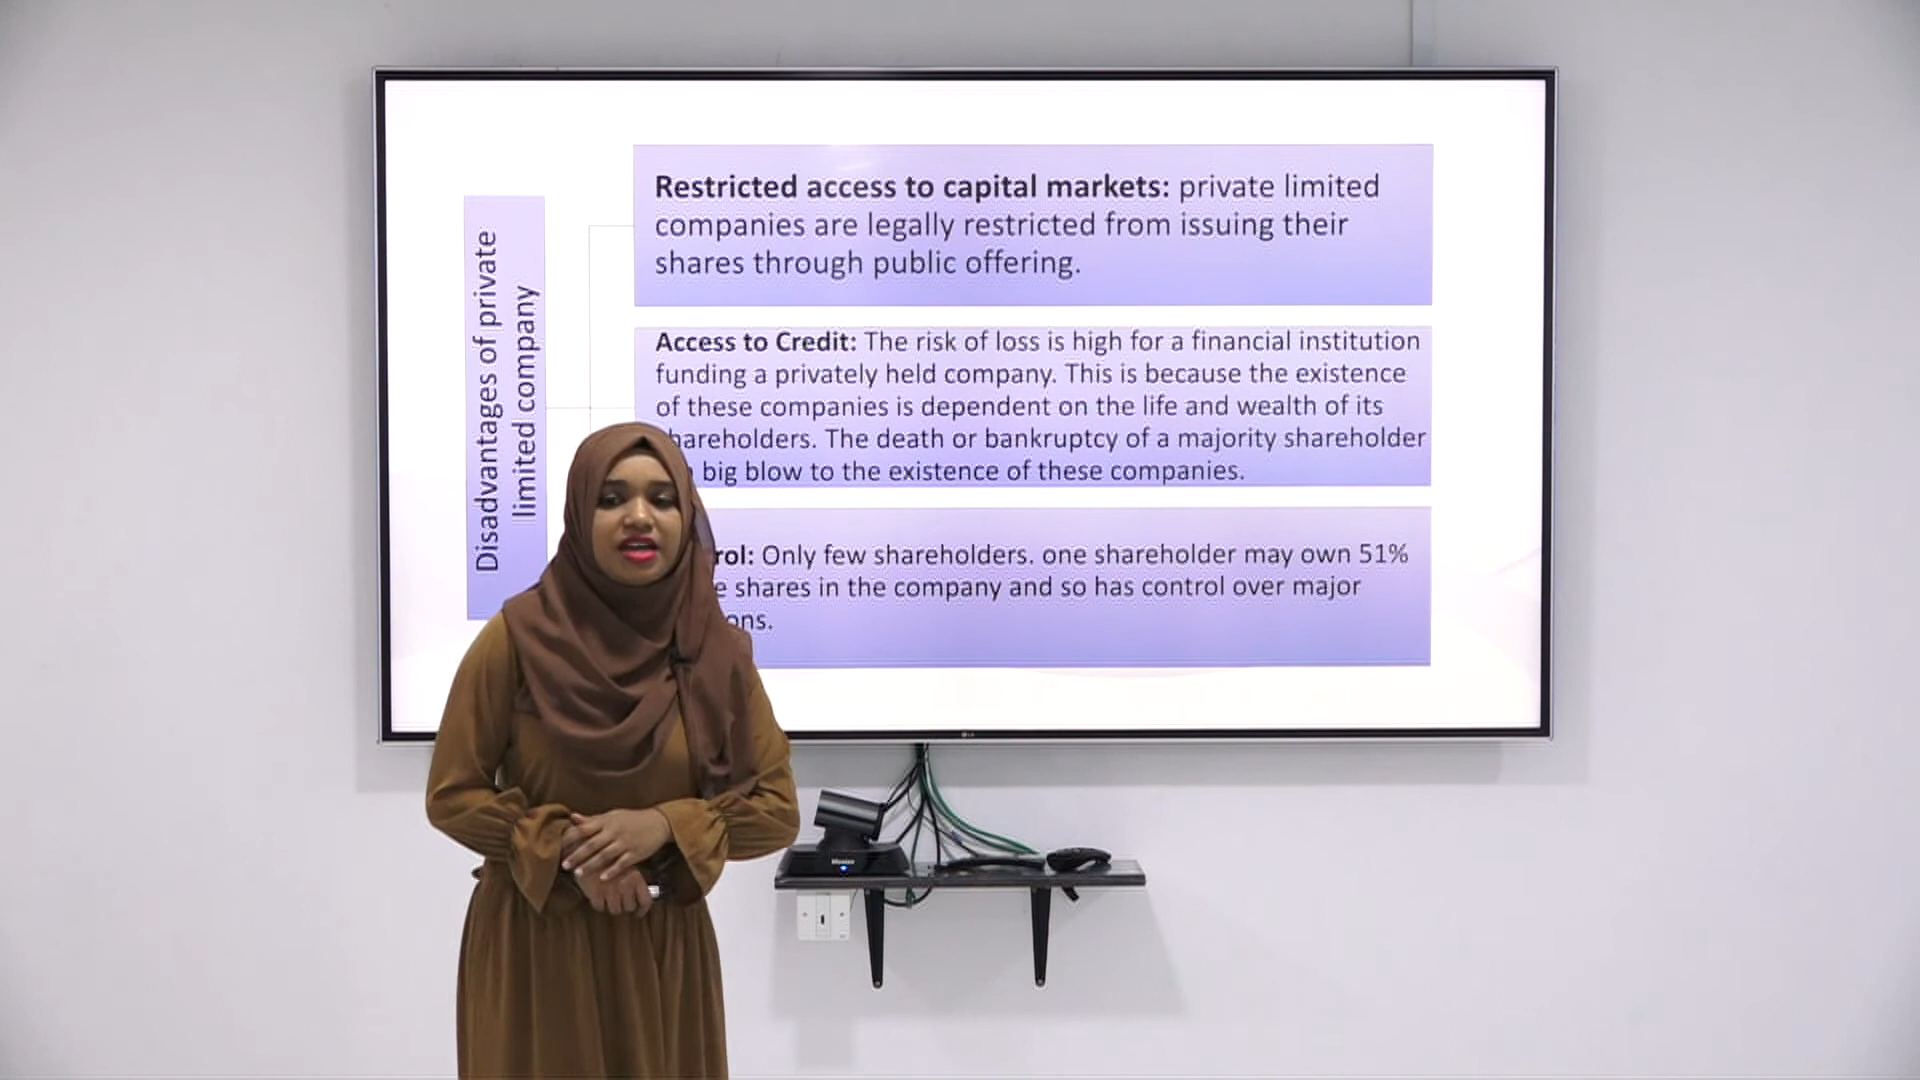 Disadvantages of private
limited company
Restricted access to capital markets: private limited
companies are legally restricted from issuing their
shares through public offering.
Access to Credit: The risk of loss is high for a financial institution
funding a privately held company. This is because the existence
of these companies is dependent on the life and wealth of its
hareholders. The death or bankruptcy of a majority shareholder
big blow to the existence of these companies.
rol: Only few shareholders. one shareholder may own 51%
e shares in the company and so has control over major
ons.
LG